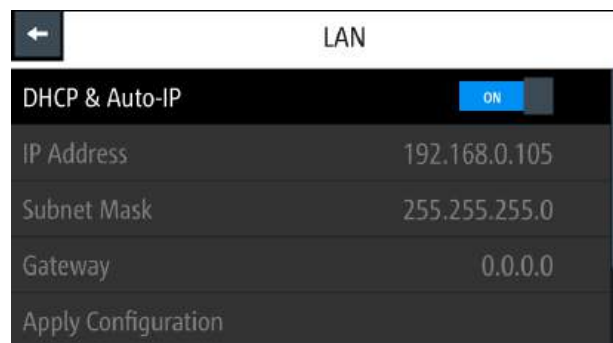 LAN
DHCP & Auto-IP ON
IP Address 192.168.0.105
Subnet Mask 255.255.255.0
Gateway 0.0.0.0
Apply Configuration